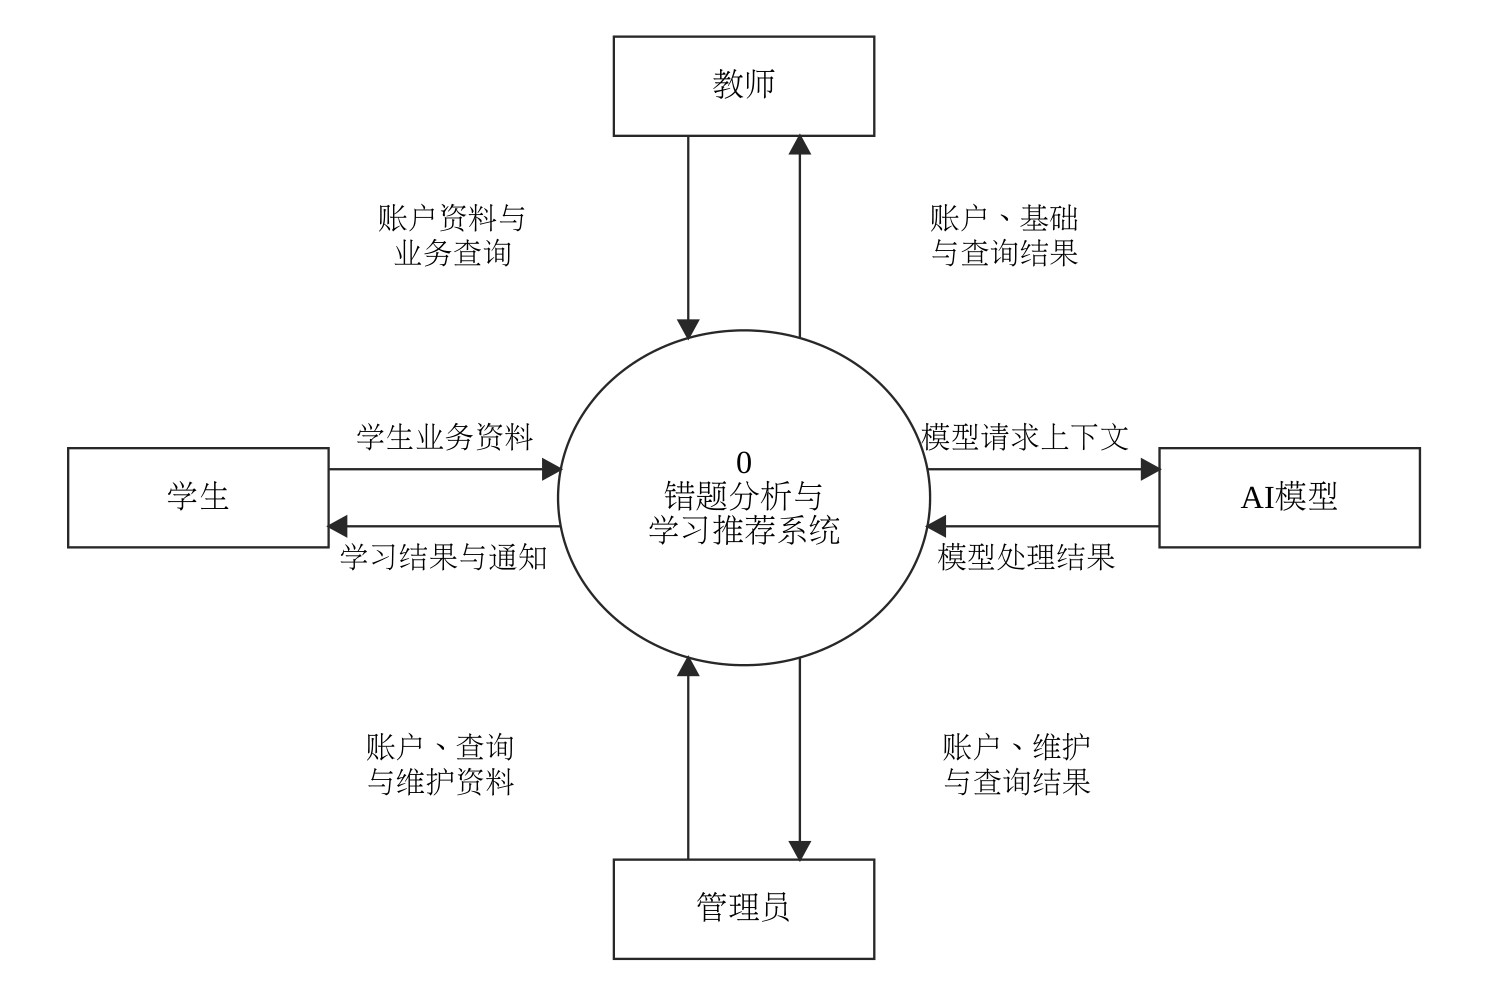 教师
账户资料与
业务查询
账户、基础
与查询结果
学生业务资料
模型请求上下文
学生
0
错题分析与
学习推荐系统
AI模型
学习结果与通知
模型处理结果
账户、查询
与维护资料
账户、维护
与查询结果
管理员